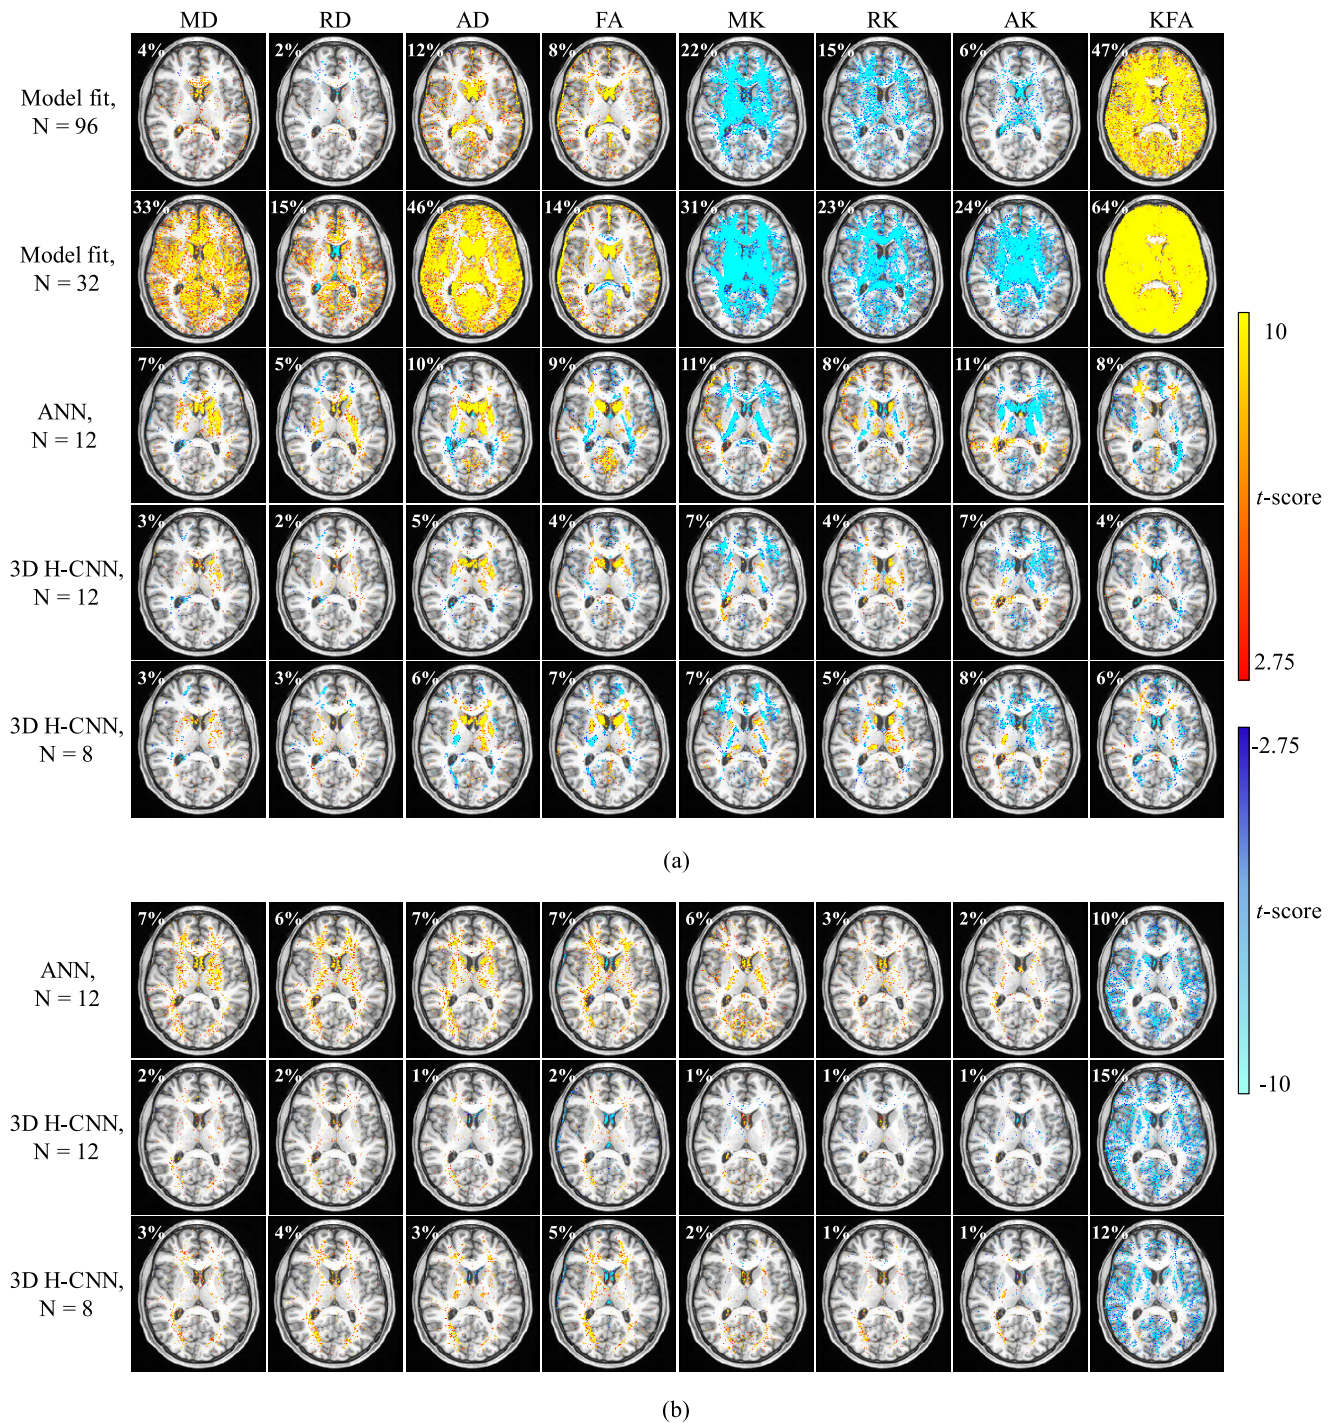 MD RD AD FA MK RK AK KFA
4% 2% 12% 8% 22% 15% 6% 47%
Model fit,
N = 96
33% 15% 46% 14% 31% 23% 24% 64%
Model fit,
N = 32
7% 5% 10% 9% 11% 8% 11% 8%
ANN,
N = 12
3% 2% 5% 4% 7% 4% 7% 4%
3D H-CNN,
N = 12
3% 3% 6% 7% 7% 5% 8% 6%
3D H-CNN,
N = 8
(a)
10
t-score
2.75
-2.75
t-score
-10
7% 6% 7% 7% 6% 3% 2% 10%
ANN,
N = 12
2% 2% 1% 2% 1% 1% 1% 15%
3D H-CNN,
N = 12
3% 4% 3% 5% 2% 1% 1% 12%
3D H-CNN,
N = 8
(b)